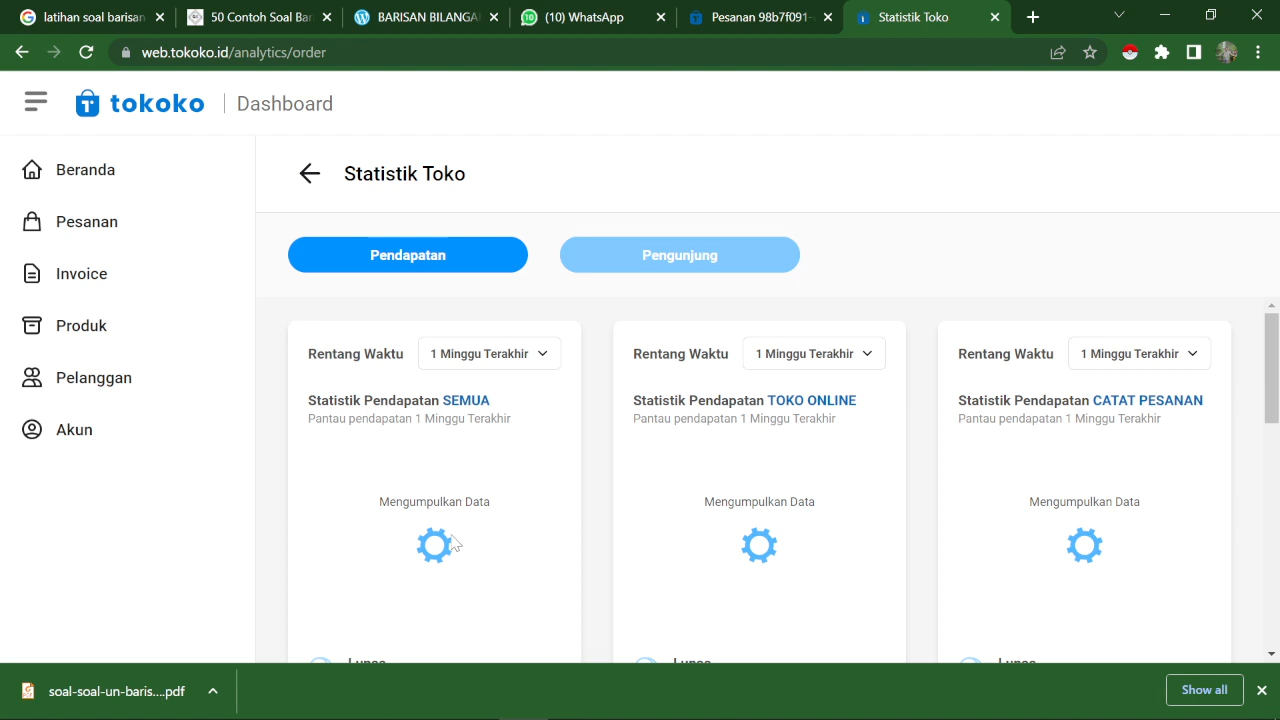 latihan soal barisan
50 Contoh Soal Bar
BARISAN BILANGA
(10) WhatsApp
Pesanan 98b7f091-
Statistik Toko
web.tokoko.id/analytics/order
tokoko
Dashboard
Beranda
Pesanan
Invoice
Produk
Pelanggan
Akun
Statistik Toko
Pendapatan
Pengunjung
Rentang Waktu
1 Minggu Terakhir
Statistik Pendapatan SEMUA
Pantau pendapatan 1 Minggu Terakhir
Mengumpulkan Data
Rentang Waktu
1 Minggu Terakhir
Statistik Pendapatan TOKO ONLINE
Pantau pendapatan 1 Minggu Terakhir
Mengumpulkan Data
Rentang Waktu
1 Minggu Terakhir
Statistik Pendapatan CATAT PESANAN
Pantau pendapatan 1 Minggu Terakhir
Mengumpulkan Data
soal-soal-un-baris....pdf
Show all